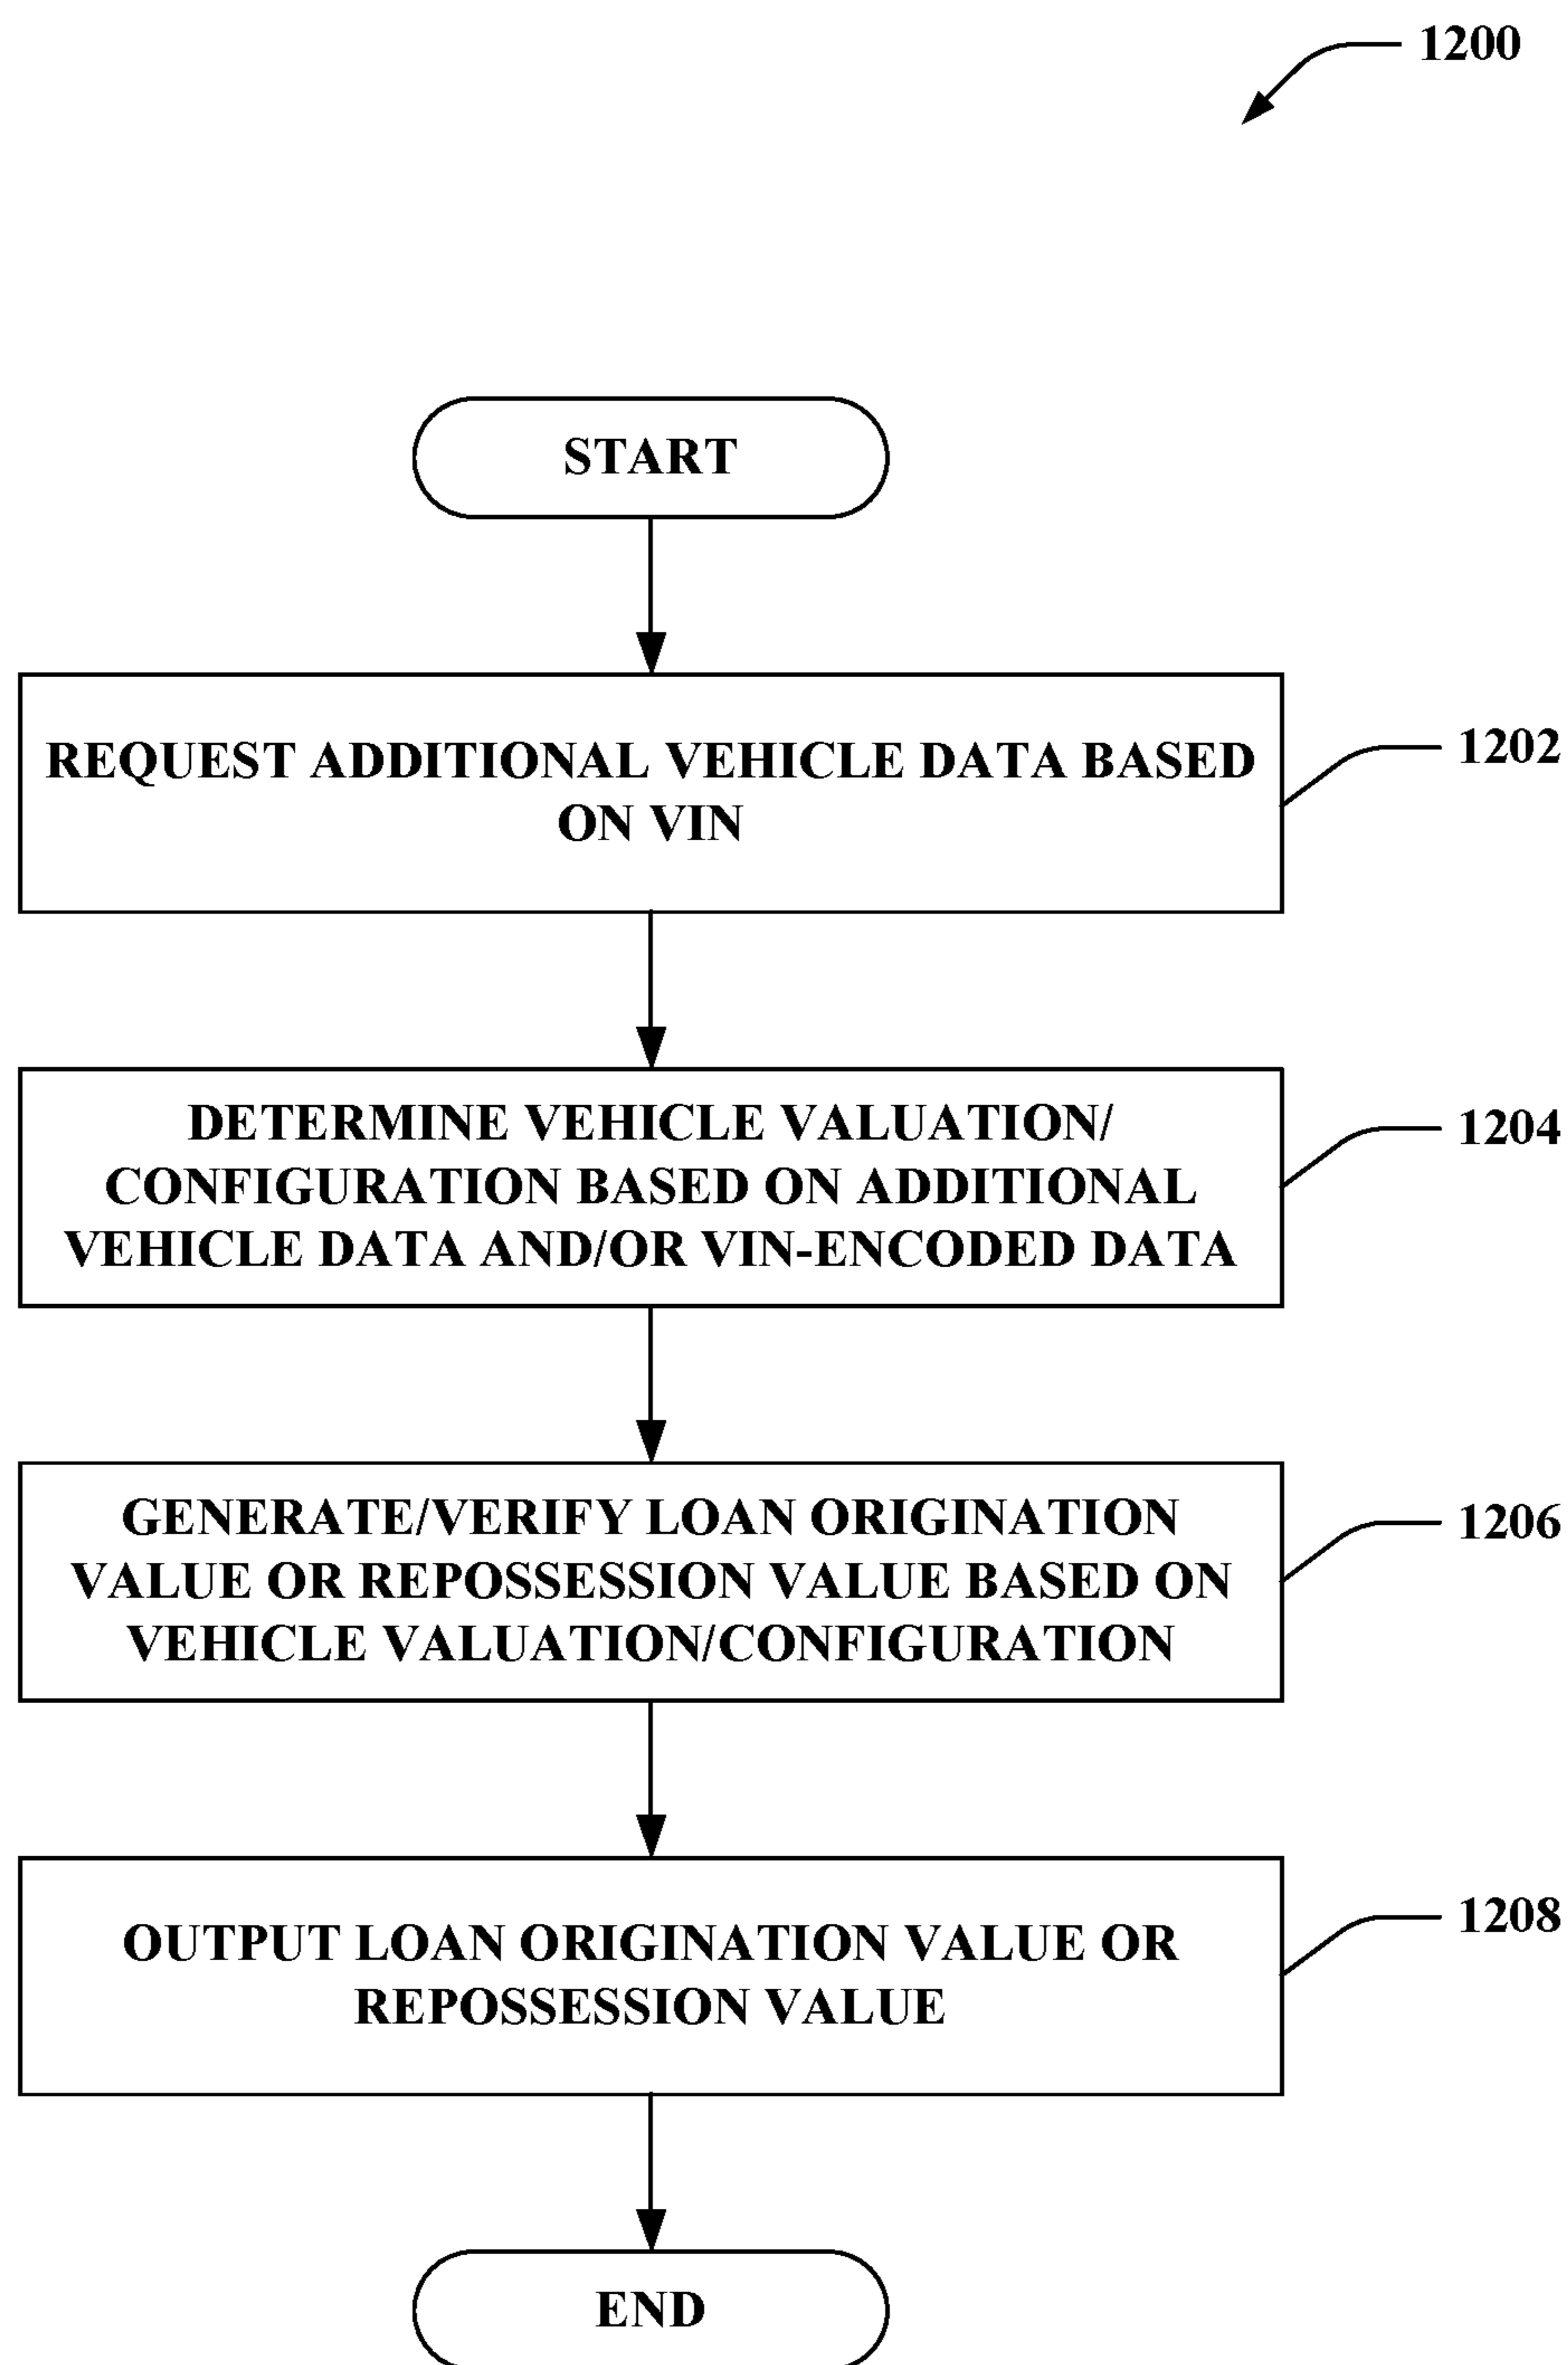 1200
START
REQUEST ADDITIONAL VEHICLE DATA BASED
ON VIN
1202
DETERMINE VEHICLE VALUATION/
CONFIGURATION BASED ON ADDITIONAL
VEHICLE DATA AND/OR VIN-ENCODED DATA
1204
GENERATE/VERIFY LOAN ORIGINATION
VALUE OR REPOSSESSION VALUE BASED ON
VEHICLE VALUATION/CONFIGURATION
1206
OUTPUT LOAN ORIGINATION VALUE OR
REPOSSESSION VALUE
1208
END